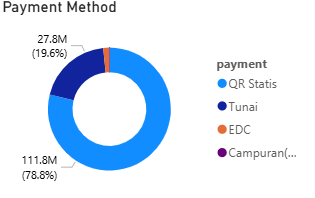 Payment Method
27.8M
(19.6%)
111.8M
(78.8%)
payment
QR Statis
Tunai
EDC
Campuran(...